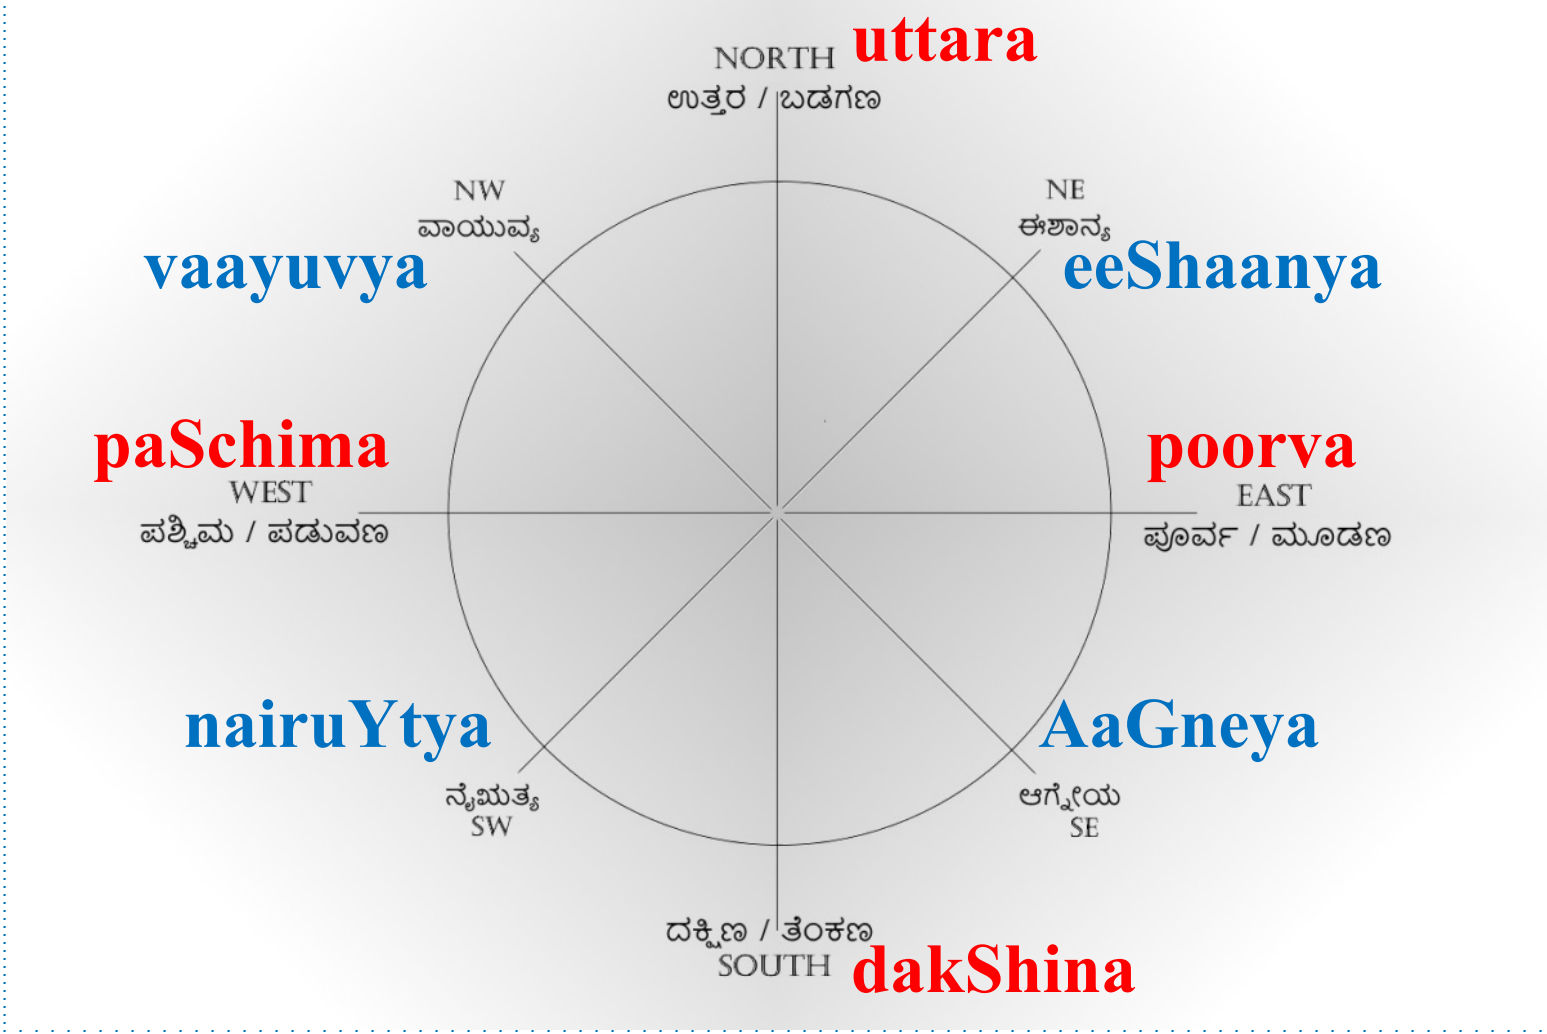 NORTH uttara
ಉತ್ತರ / ಬಡಗಣ
NW
ವಾಯುವ್ಯ
vaayuvya
NE
ಈಶಾನ್ಯ
eeShaanya
paSchima
WEST
ಪಶ್ಚಿಮ / ಪಡುವಣ
poorva
EAST
ಪೂರ್ವ / ಮೂಡಣ
nairuYtya
ನೈಋತ್ಯ
SW
AaGneya
ಆಗ್ನೇಯ
SE
ದಕ್ಷಿಣ / ತೆಂಕಣ
SOUTH dakShina